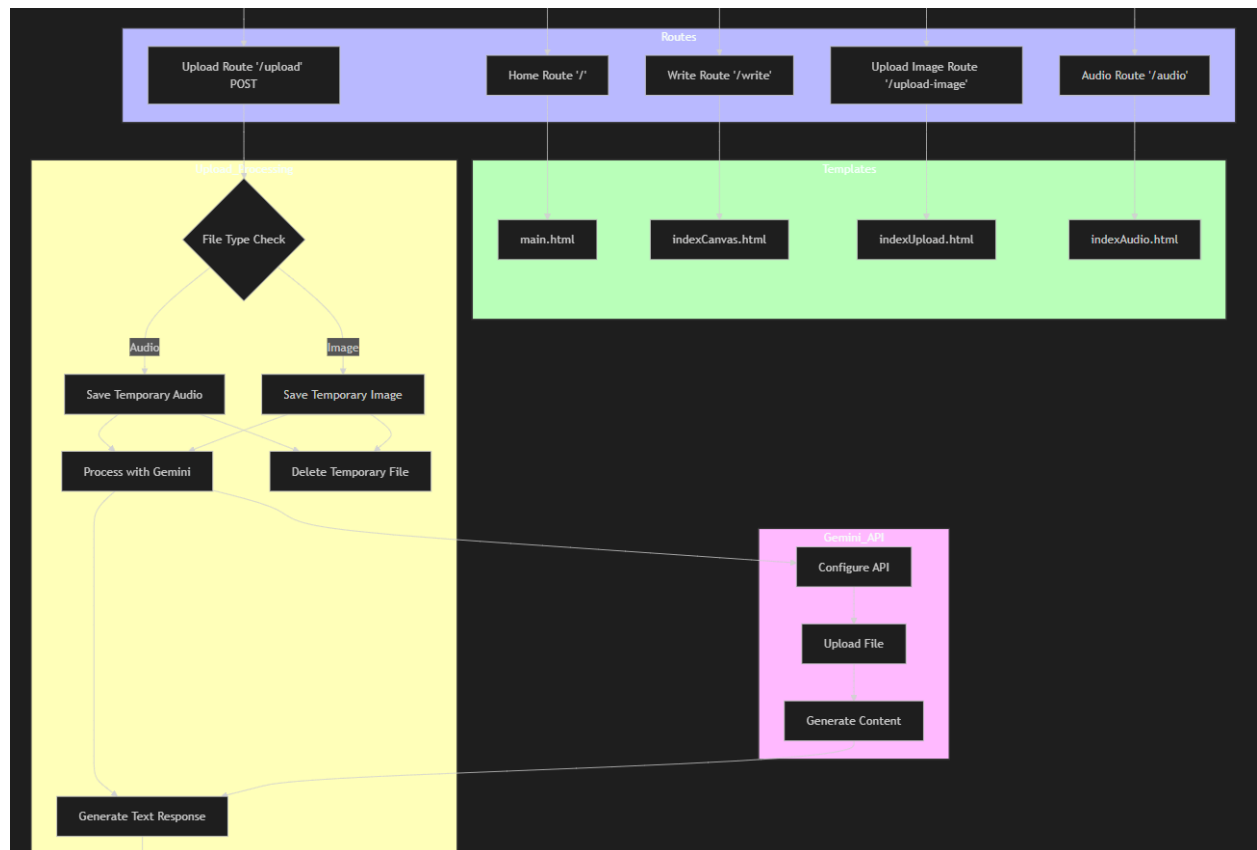 Routes
Upload Route '/upload'
POST
Home Route '/'
Write Route '/write'
Upload Image Route
'/upload-image'
Audio Route '/audio'
Templates
File Type Check
main.html
indexCanvas.html
indexUpload.html
indexAudio.html
Audio
Image
Save Temporary Audio
Save Temporary Image
Process with Gemini
Delete Temporary File
Gemini_API
Configure API
Upload File
Generate Content
Generate Text Response